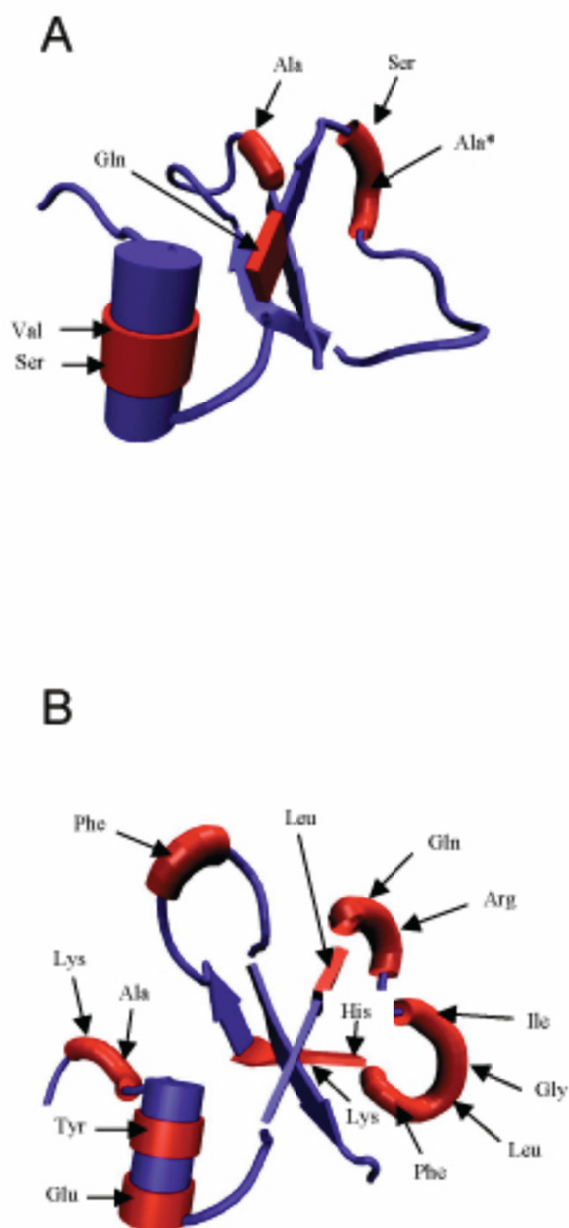 A
Ala
Ser
Gln
Ala*
Val
Ser
B
Phe
Leu
Gln
Arg
Lys
Ala
His
Ile
Lys
Gly
Tyr
Leu
Phe
Glu